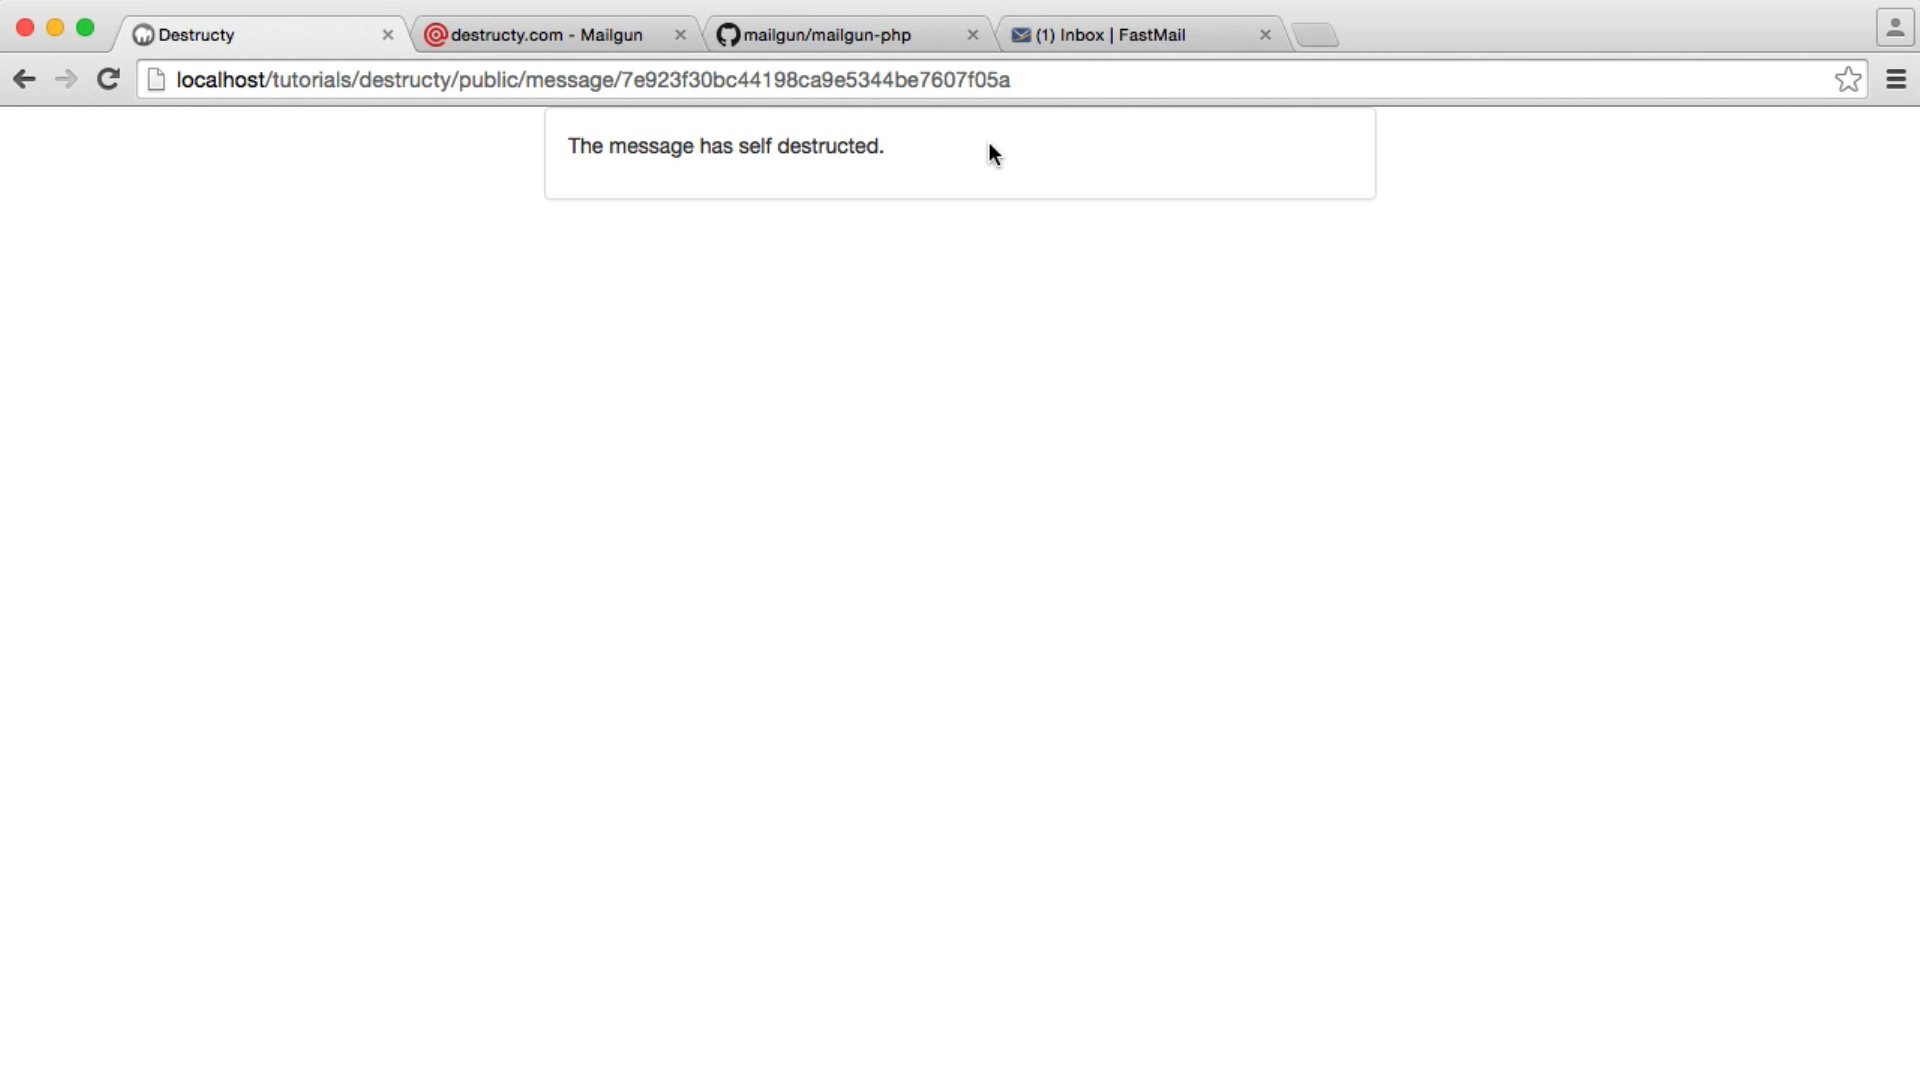 Destructy
destructy.com - Mailgun
mailgun/mailgun-php
(1) Inbox | FastMail
localhost/tutorials/destructy/public/message/7e923f30bc44198ca9e5344be7607f05a
The message has self destructed.